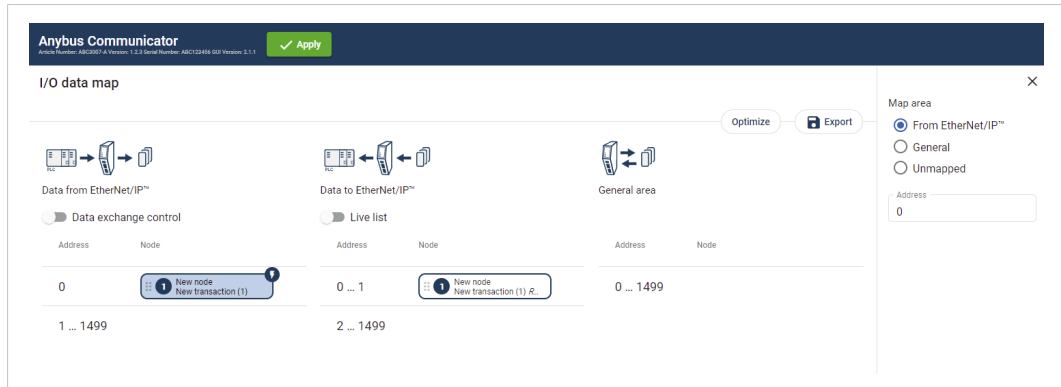 Anybus Communicator
Article Number: ABC3007-A Version: 1.2.3 Serial Number: ABC123456 GUI Version: 2.1.1
Apply
I/O data map
Optimize
Export
PLC
Data from EtherNet/IP™
Data exchange control
Address Node
0
1
New node
New transaction (1)
1 ... 1499
PLC
Data to EtherNet/IP™
Live list
Address Node
0 ... 1
1
New node
New transaction (1) R...
2 ... 1499
General area
Address Node
0 ... 1499
Map area
From EtherNet/IP™
General
Unmapped
Address
0